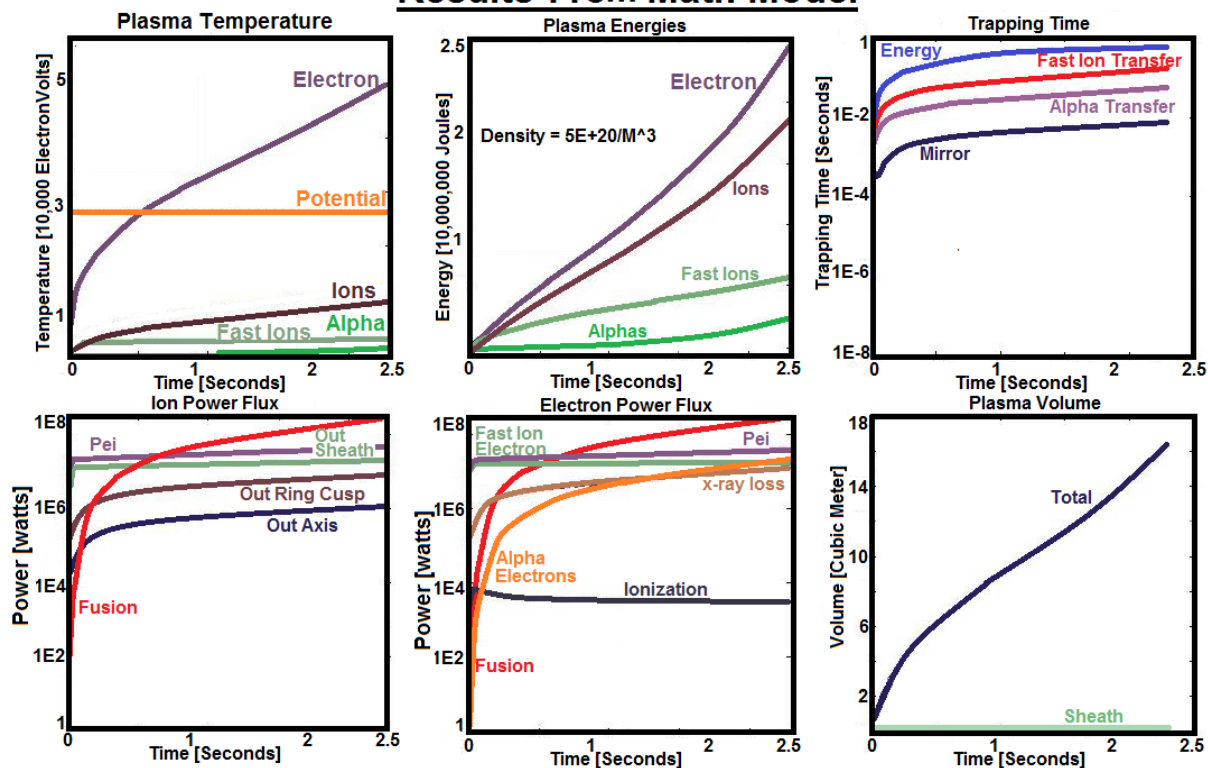 Results From Math Model
Plasma Temperature
Temperature [10,000 ElectronVolts]
5
3
1
Electron
Potential
Ions
Alpha
Fast Ions
0
1
2
2.5
Time [Seconds]
Plasma Energies
Energy [10,000,000 Joules]
2.5
2
1
Electron
Density = 5E+20/M^3
Ions
Fast Ions
Alphas
0
1
2
2.5
Time [Seconds]
Trapping Time
Trapping Time [Seconds]
1
1E-2
1E-4
1E-6
1E-8
Energy
Fast Ion Transfer
Alpha Transfer
Mirror
0
1
2
2.5
Time [Seconds]
Ion Power Flux
Power [watts]
1E8
1E6
1E4
1E2
1
Pei
Out
Sheath
Out Ring Cusp
Out Axis
Fusion
0
1
2
2.5
Time [Seconds]
Electron Power Flux
Power [watts]
1E8
1E6
1E4
1E2
1
Fast Ion
Electron
Pei
x-ray loss
Alpha
Electrons
Ionization
Fusion
0
1
2
2.5
Time [Seconds]
Plasma Volume
Volume [Cubic Meter]
18
14
10
6
2
Total
Sheath
0
1
2
2.5
Time [Seconds]